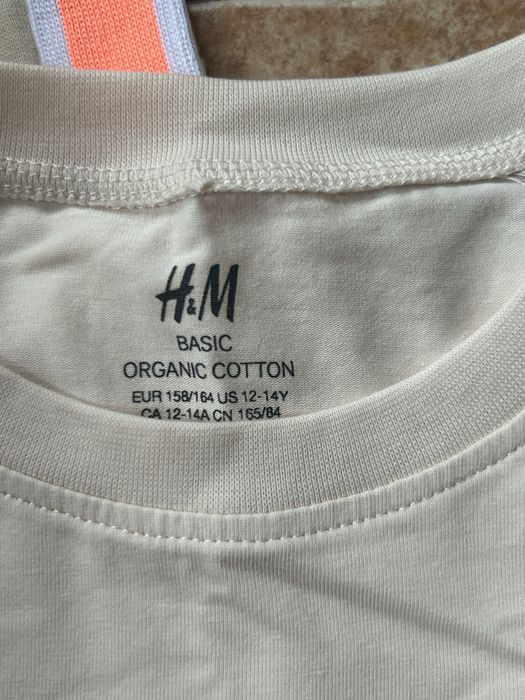 H&M
BASIC
ORGANIC COTTON
EUR 158/164 US 12-14Y
CA 12-14A CN 165/84